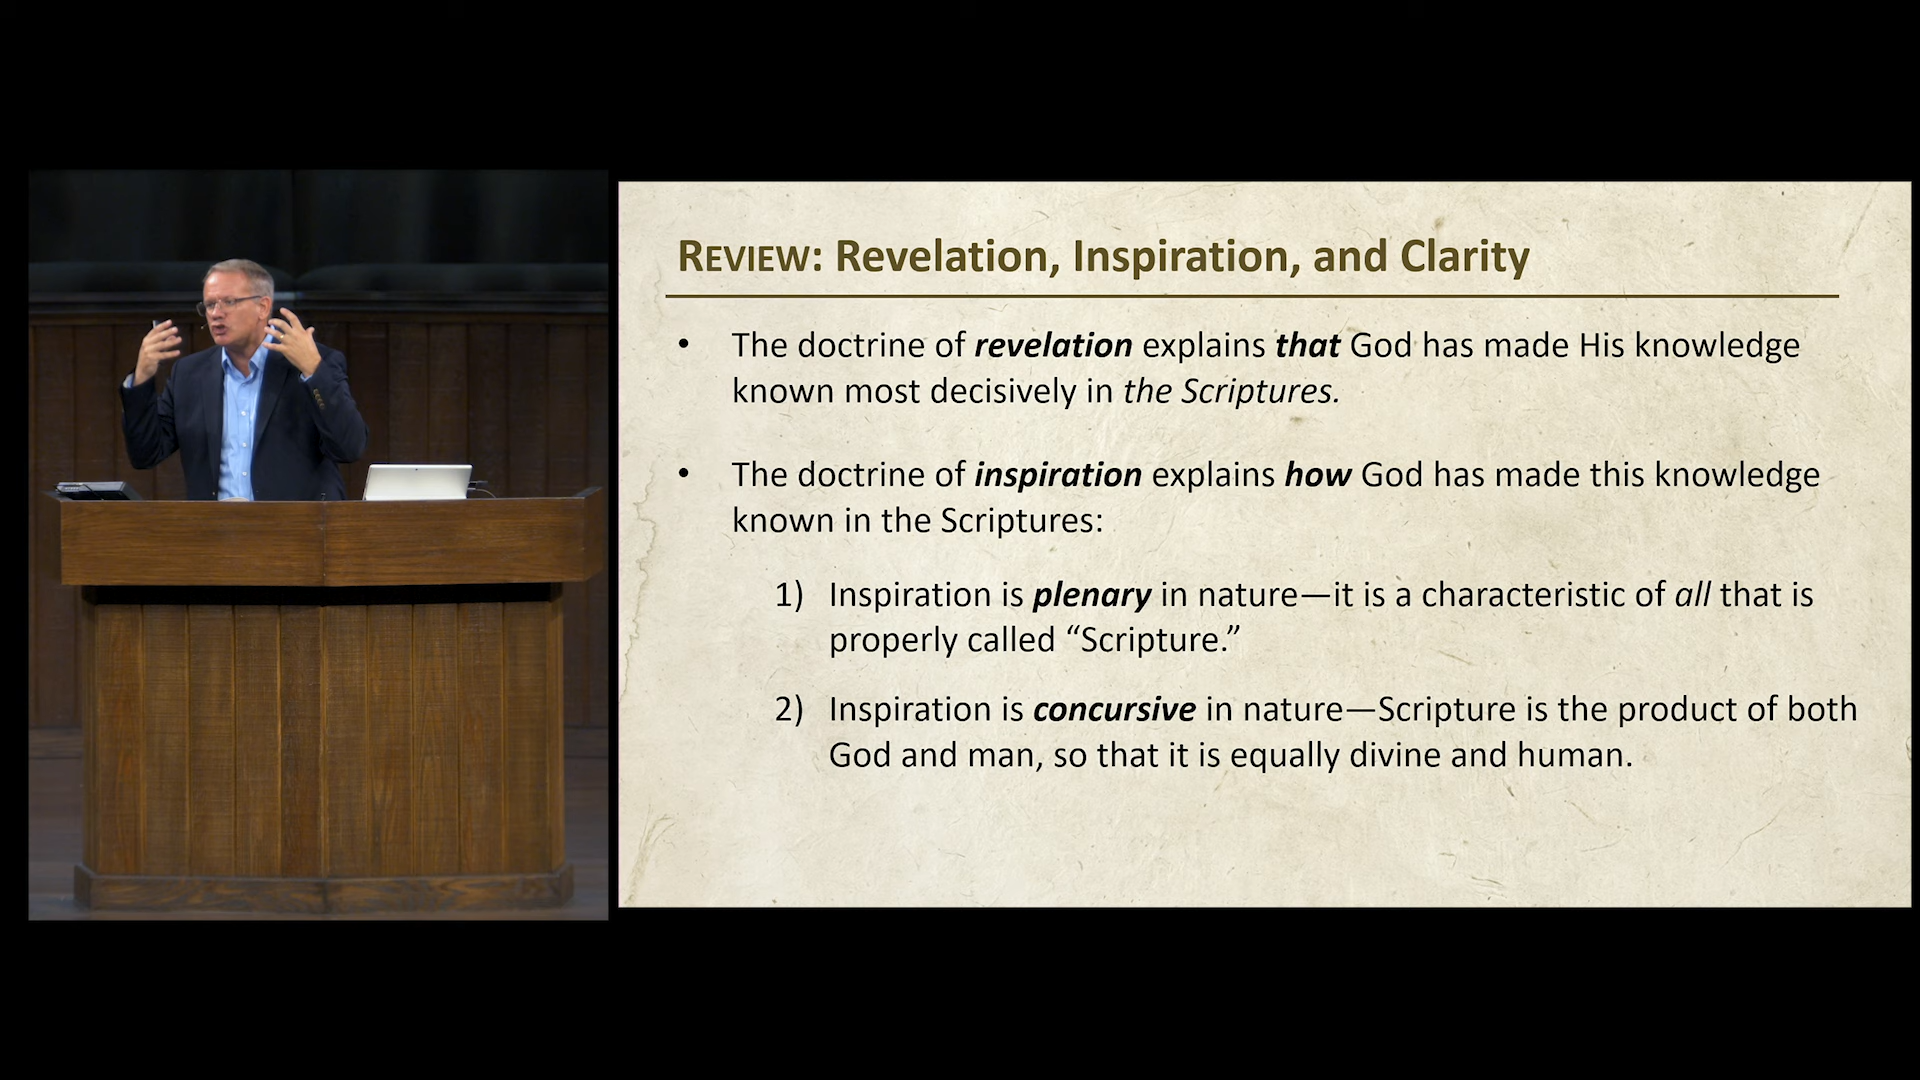 REVIEW: Revelation, Inspiration, and Clarity
• The doctrine of revelation explains that God has made His knowledge
known most decisively in the Scriptures.
• The doctrine of inspiration explains how God has made this knowledge
known in the Scriptures:
1) Inspiration is plenary in nature—it is a characteristic of all that is
properly called “Scripture.”
2) Inspiration is concursive in nature—Scripture is the product of both
God and man, so that it is equally divine and human.